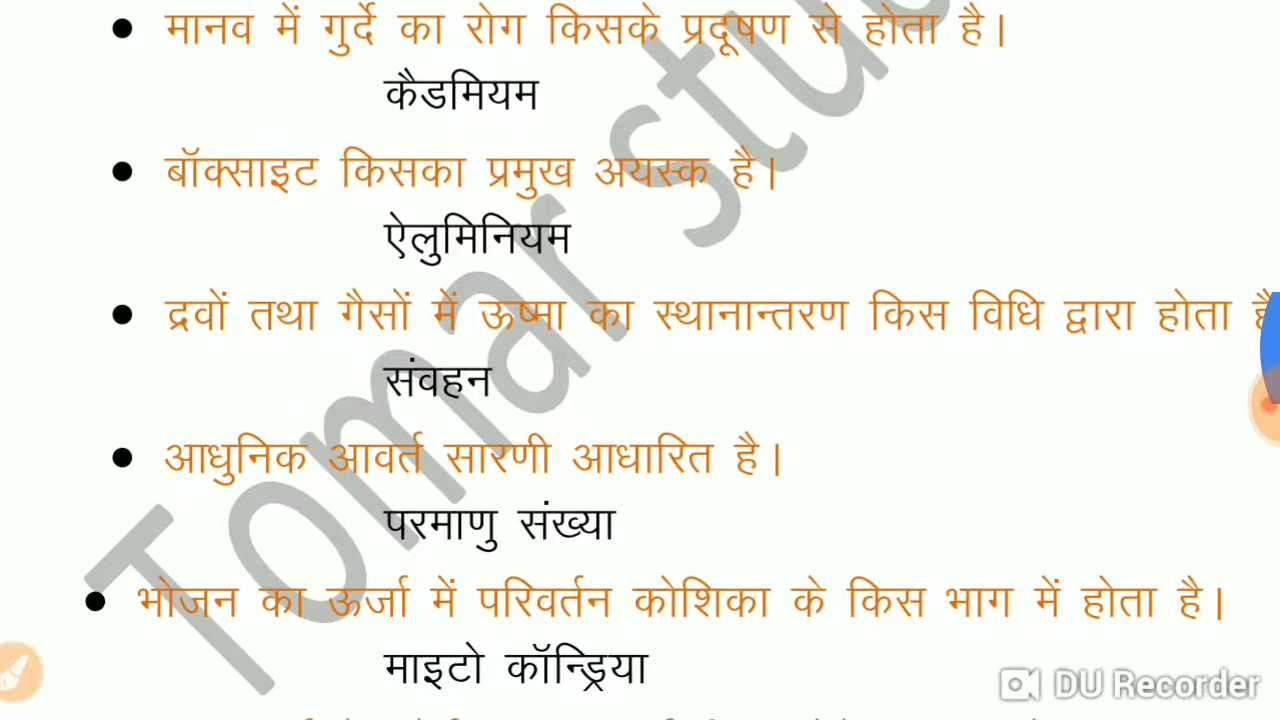 • मानव में गुर्दे का रोग किसके प्रदूषण से होता है।
कैडमियम
• बॉक्साइट किसका प्रमुख अयस्क है।
ऐलुमिनियम
• द्रवों तथा गैसों में ऊष्मा का स्थानान्तरण किस विधि द्वारा होता
संवहन
• आधुनिक आवर्त सारणी आधारित है।
परमाणु संख्या
• भोजन का ऊर्जा में परिवर्तन कोशिका के किस भाग में होता है।
माइटो कॉन्ड्रिया
Tomar stu
DU Recorder